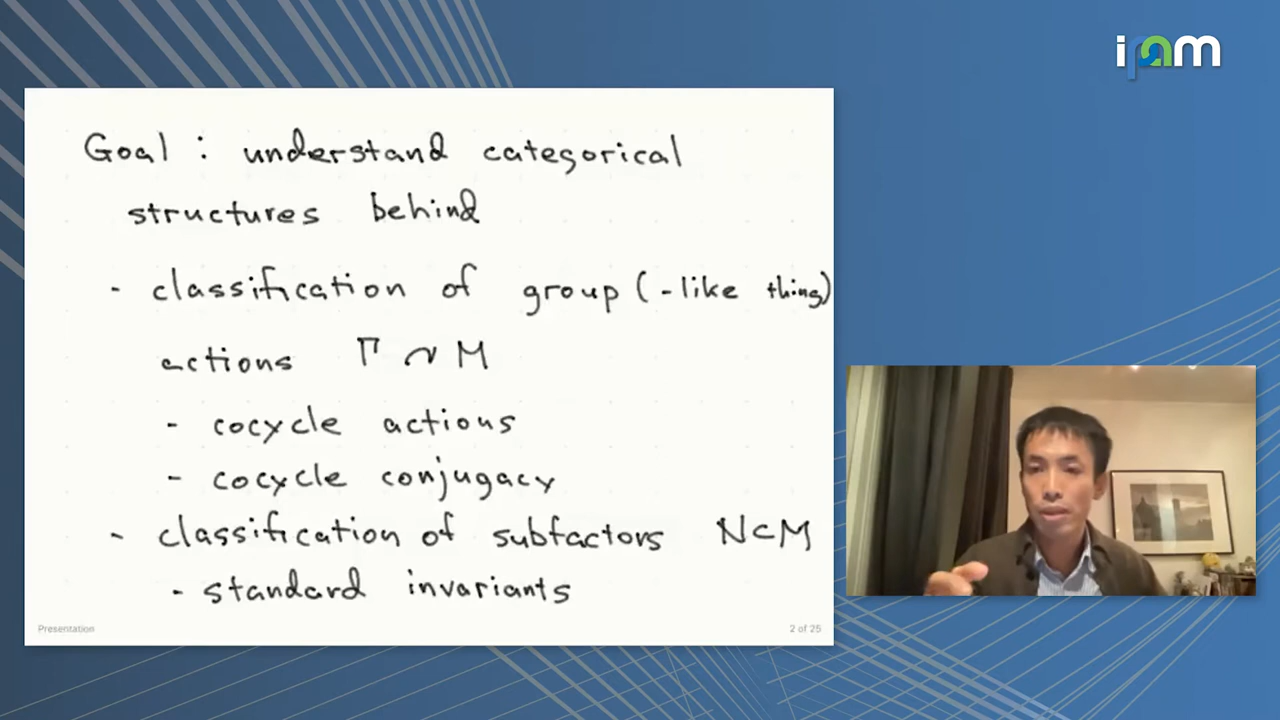 ipam
Goal : understand categorical
structures behind
- classification of group (-like thing)
actions Γ ↷ M
- cocycle actions
- cocycle conjugacy
- classification of subfactors N⊂M
- standard invariants
Presentation
2 of 25